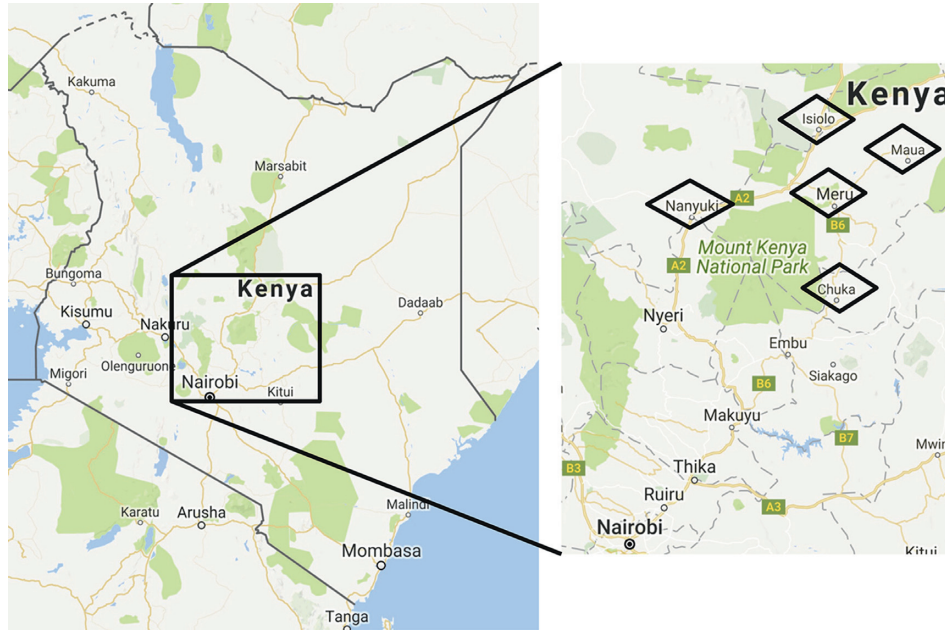 Kakuma
Marsabit
Bungoma
Kenya
Kisumu
Dadaab
Nakuru
Olenguruone
Migori
Nairobi
Kitui
Karatu
Arusha
Malindi
Mombasa
Tanga
Kenya
Isiolo
Maua
Meru
A2
Nanyuki
B6
Mount Kenya
National Park
A2
Chuka
Nyeri
Embu
Siakago
B6
Makuyu
B7
Mwin
Thika
B3
Ruiru
A3
Nairobi
Kitui